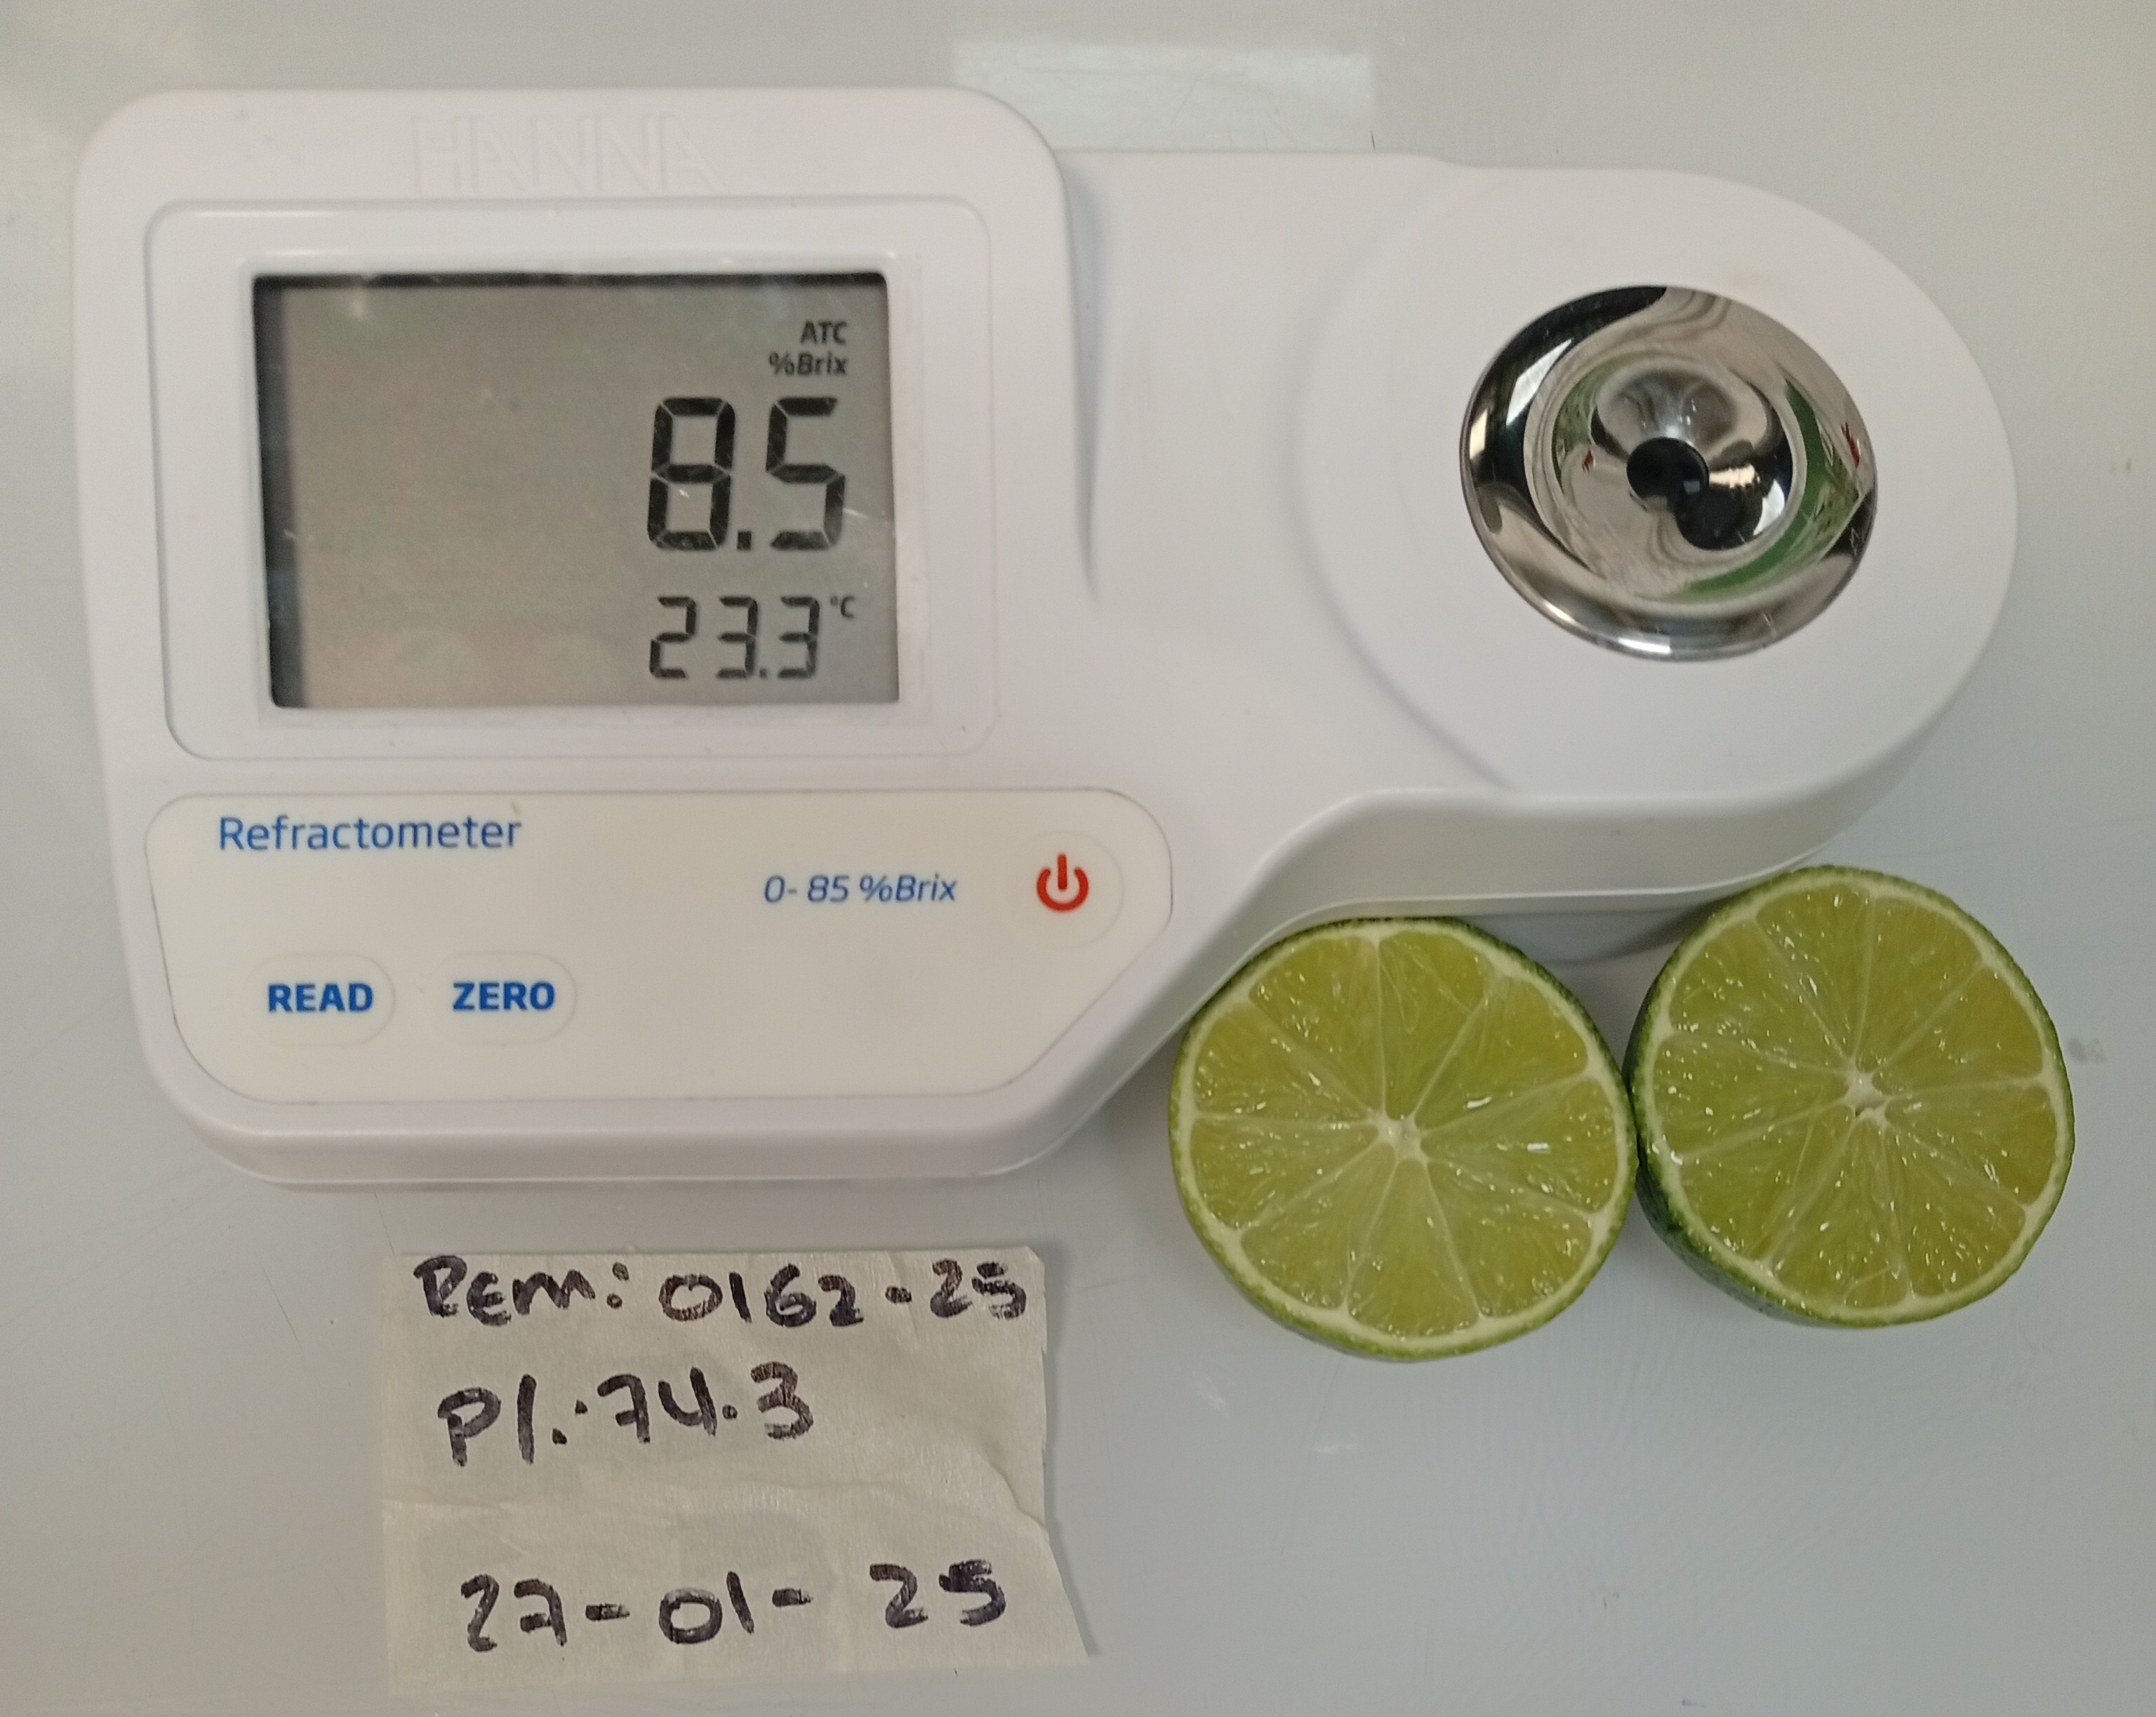 HANNA
ATC
%Brix
8.5
23.3 °C
Refractometer
0- 85 %Brix
READ ZERO
Rem: 0162-25
Pl.: 74.3
27-01- 25